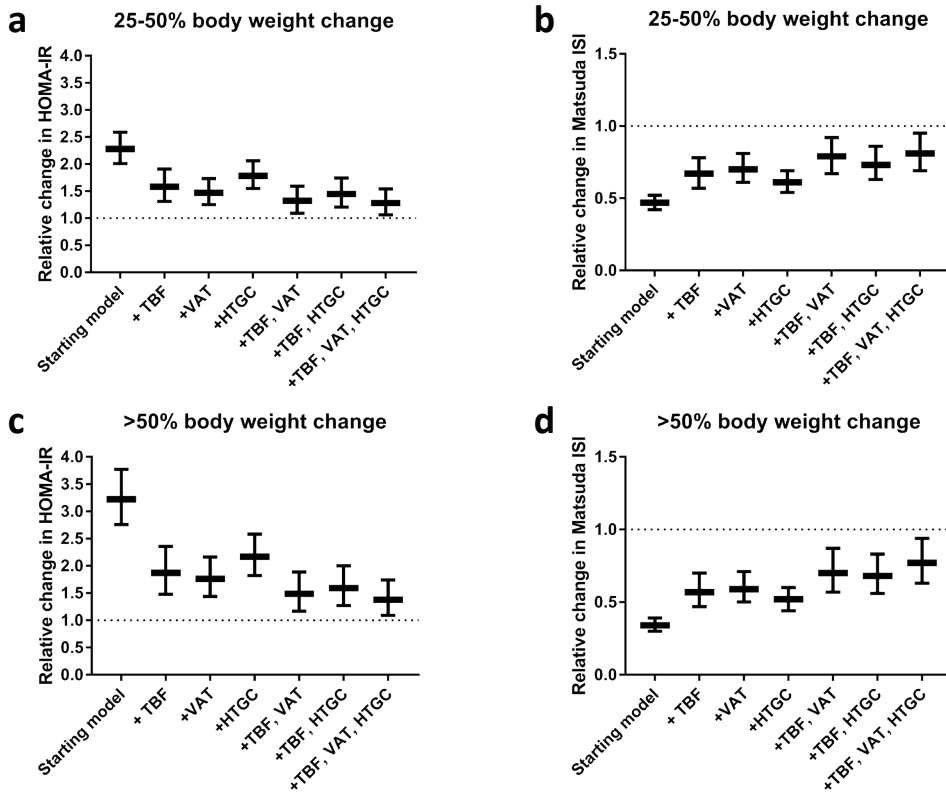 a
25-50% body weight change
Relative change in HOMA-IR
4.0
3.5
3.0
2.5
2.0
1.5
1.0
0.5
0.0
Starting model
+ TBF
+VAT
+HTGC
+TBF, VAT
+TBF, HTGC
+TBF, VAT, HTGC
b
25-50% body weight change
Relative change in Matsuda ISI
1.5
1.0
0.5
0.0
Starting model
+ TBF
+VAT
+HTGC
+TBF, VAT
+TBF, HTGC
+TBF, VAT, HTGC
c
>50% body weight change
Relative change in HOMA-IR
4.0
3.5
3.0
2.5
2.0
1.5
1.0
0.5
0.0
Starting model
+ TBF
+VAT
+HTGC
+TBF, VAT
+TBF, HTGC
+TBF, VAT, HTGC
d
>50% body weight change
Relative change in Matsuda ISI
1.5
1.0
0.5
0.0
Starting model
+ TBF
+VAT
+HTGC
+TBF, VAT
+TBF, HTGC
+TBF, VAT, HTGC